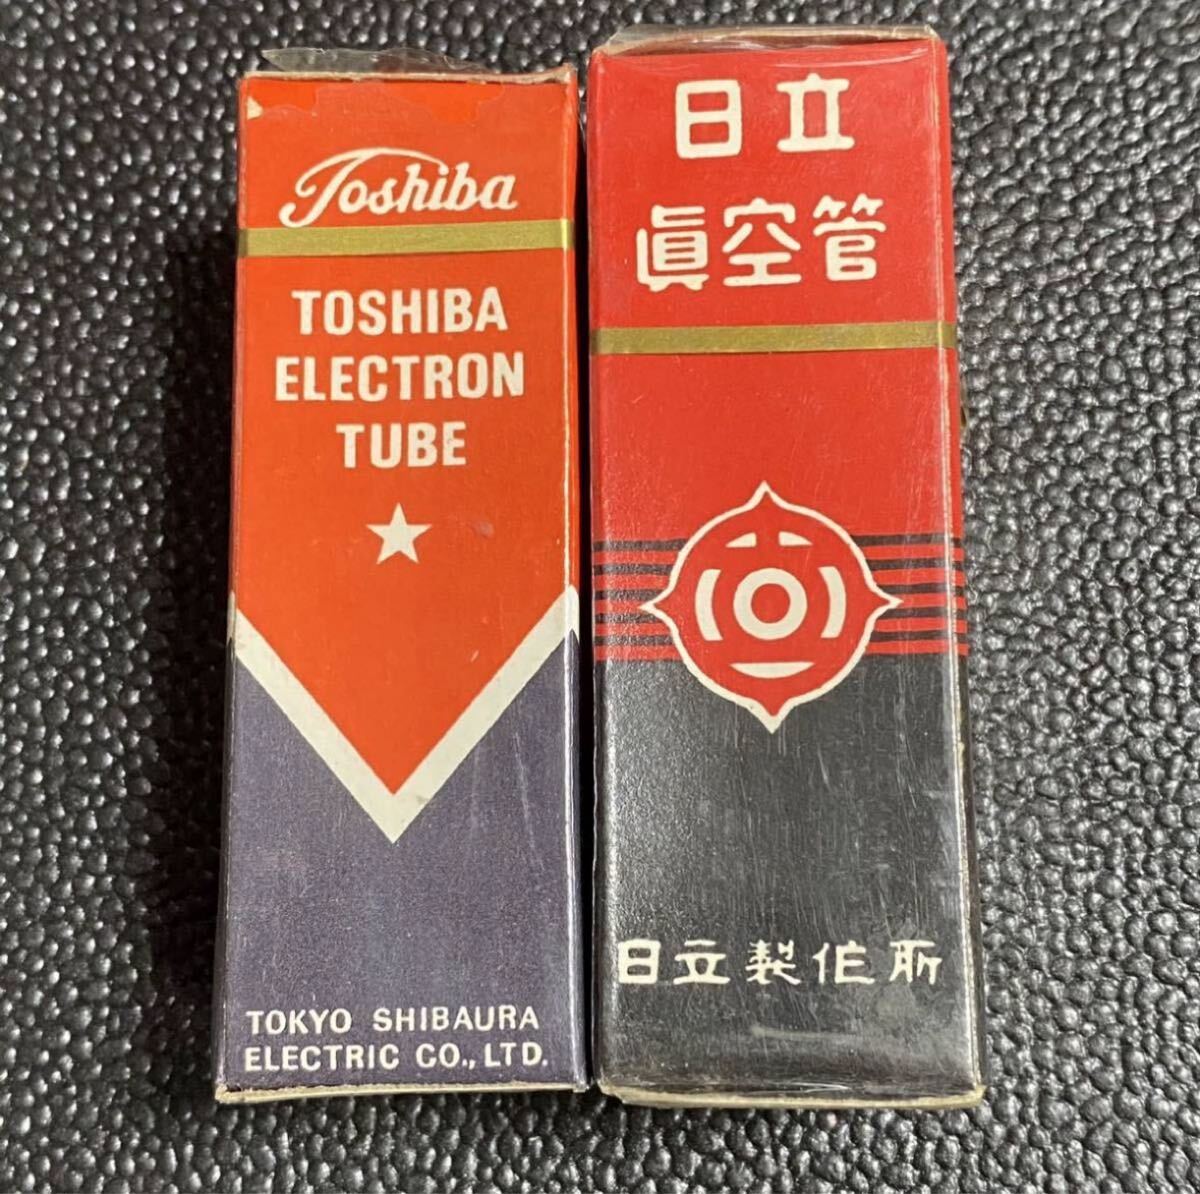 Toshiba
TOSHIBA
ELECTRON
TUBE
TOKYO SHIBAURA
ELECTRIC CO., LTD.
日立
眞空管
日立製作所